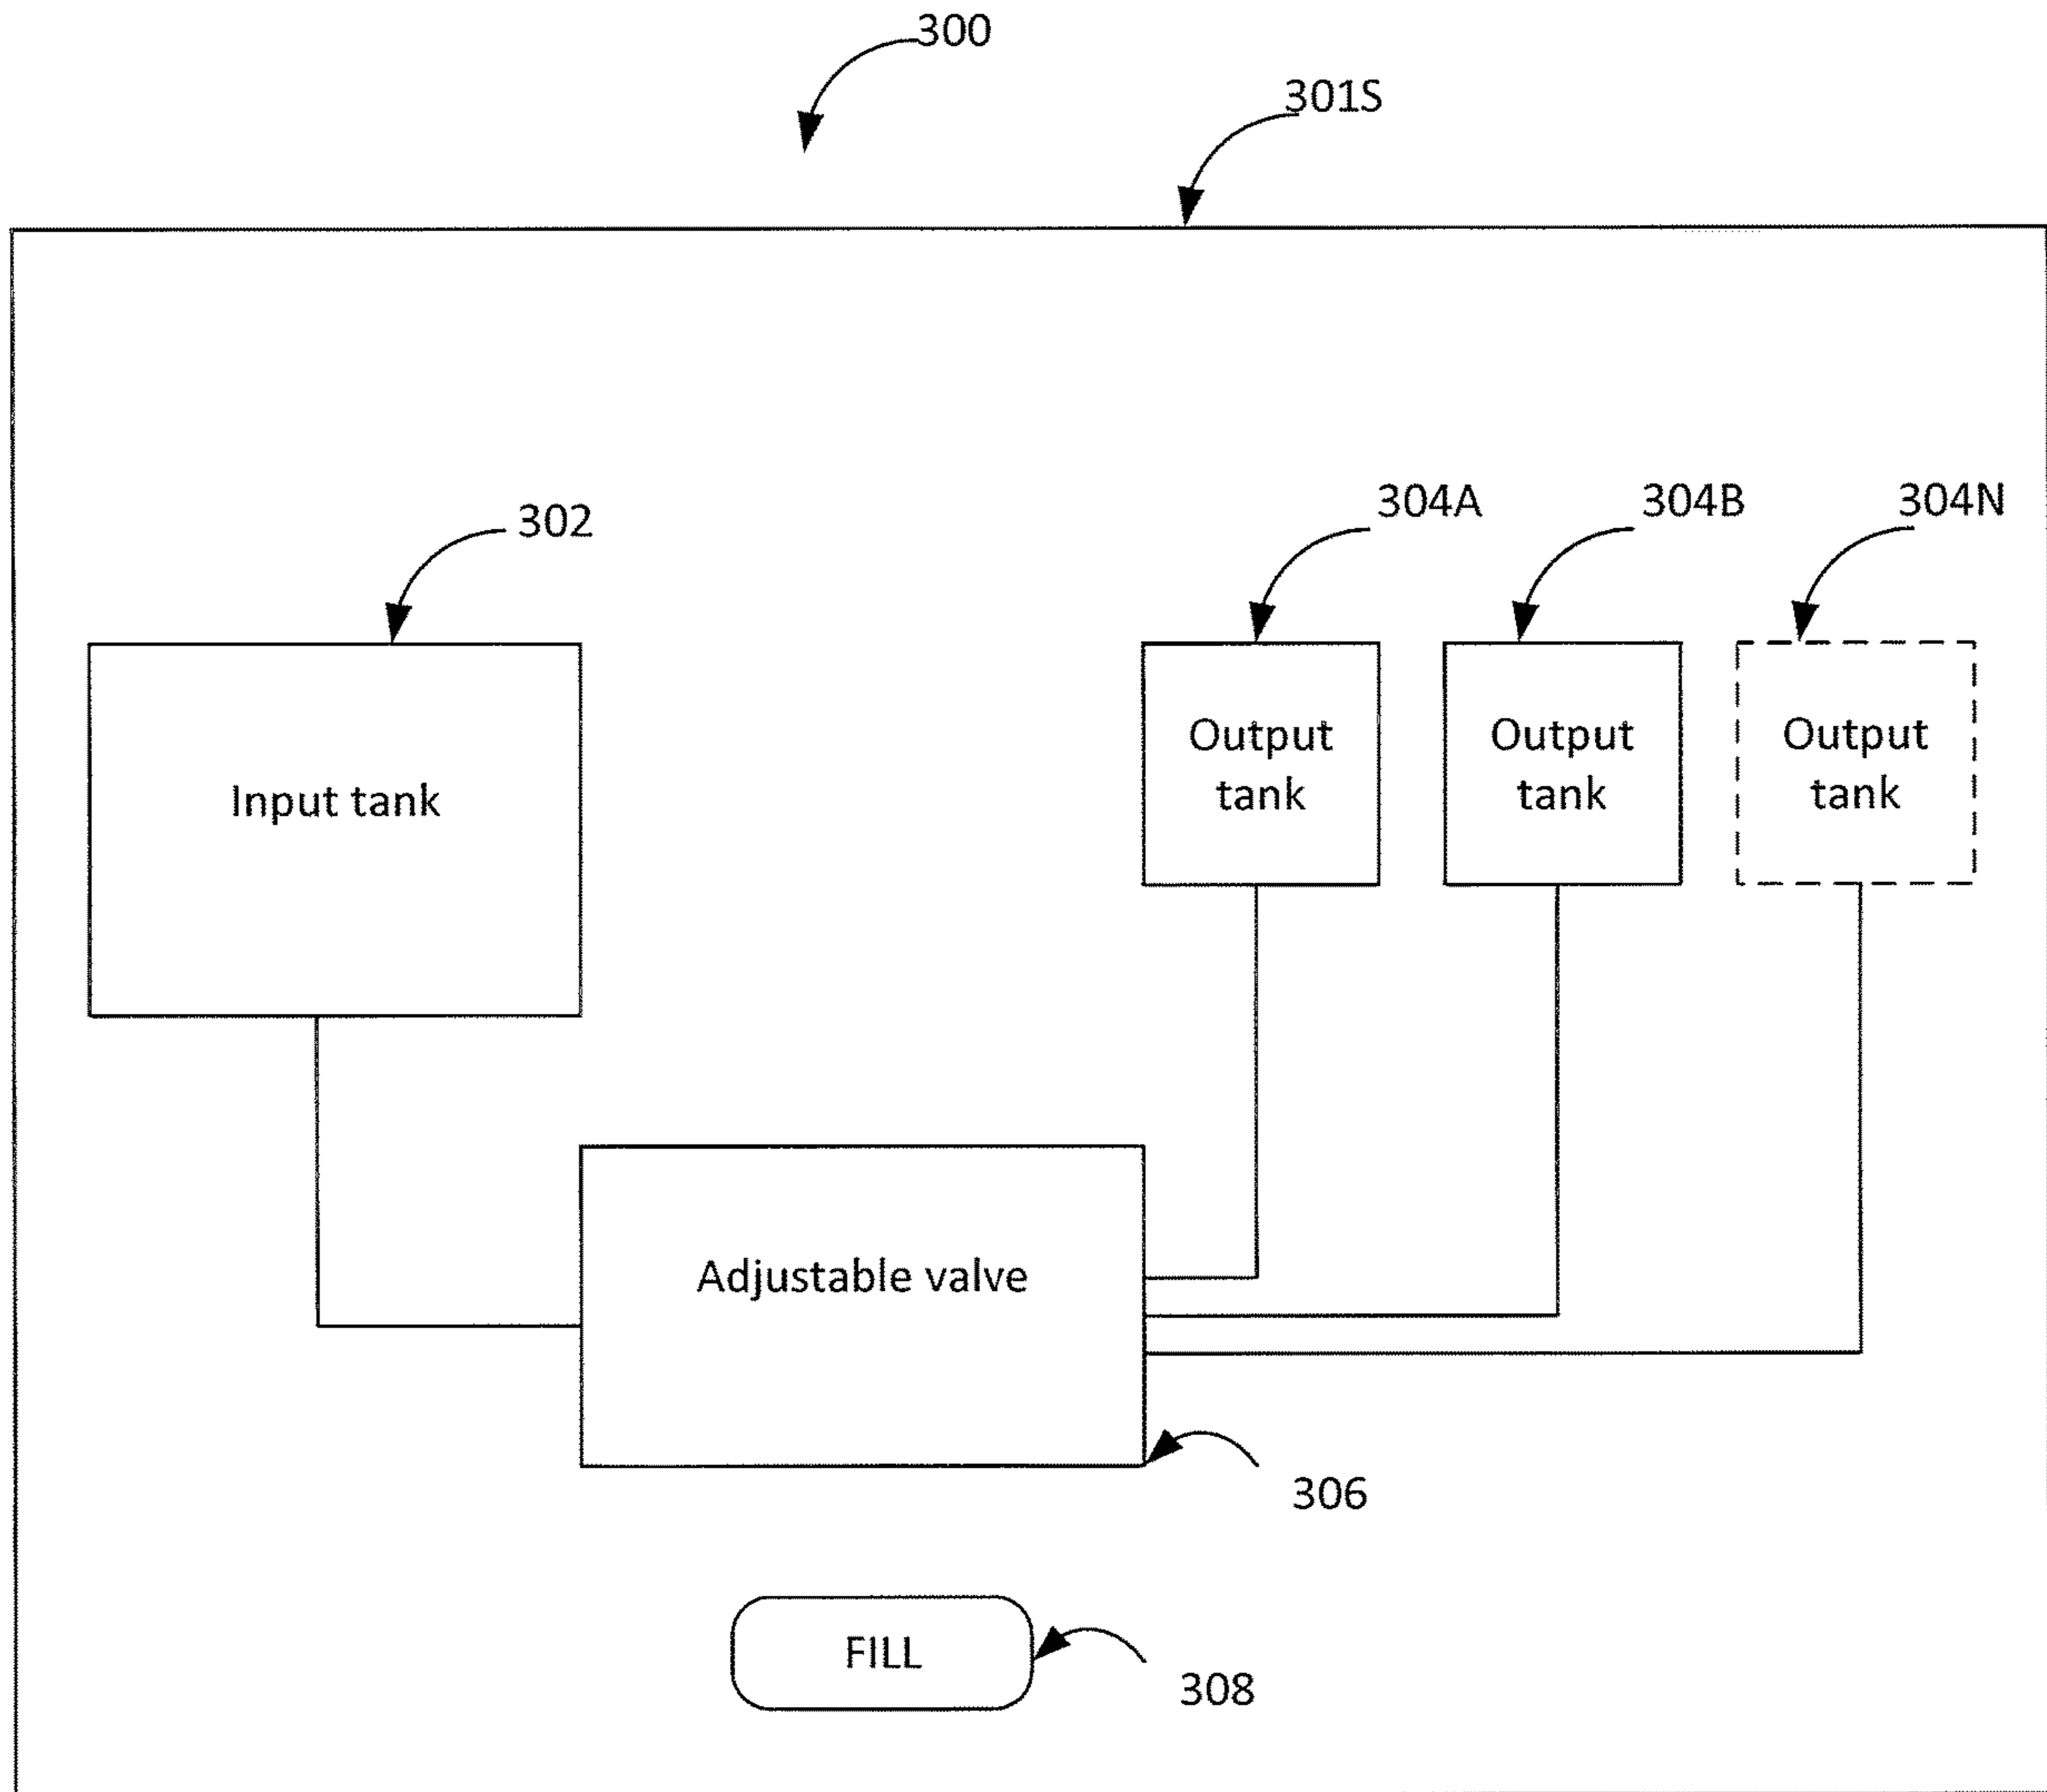 300
301S
302
304A
304B
304N
Input tank
Output
tank
Output
tank
Output
tank
Adjustable valve
306
FILL
308